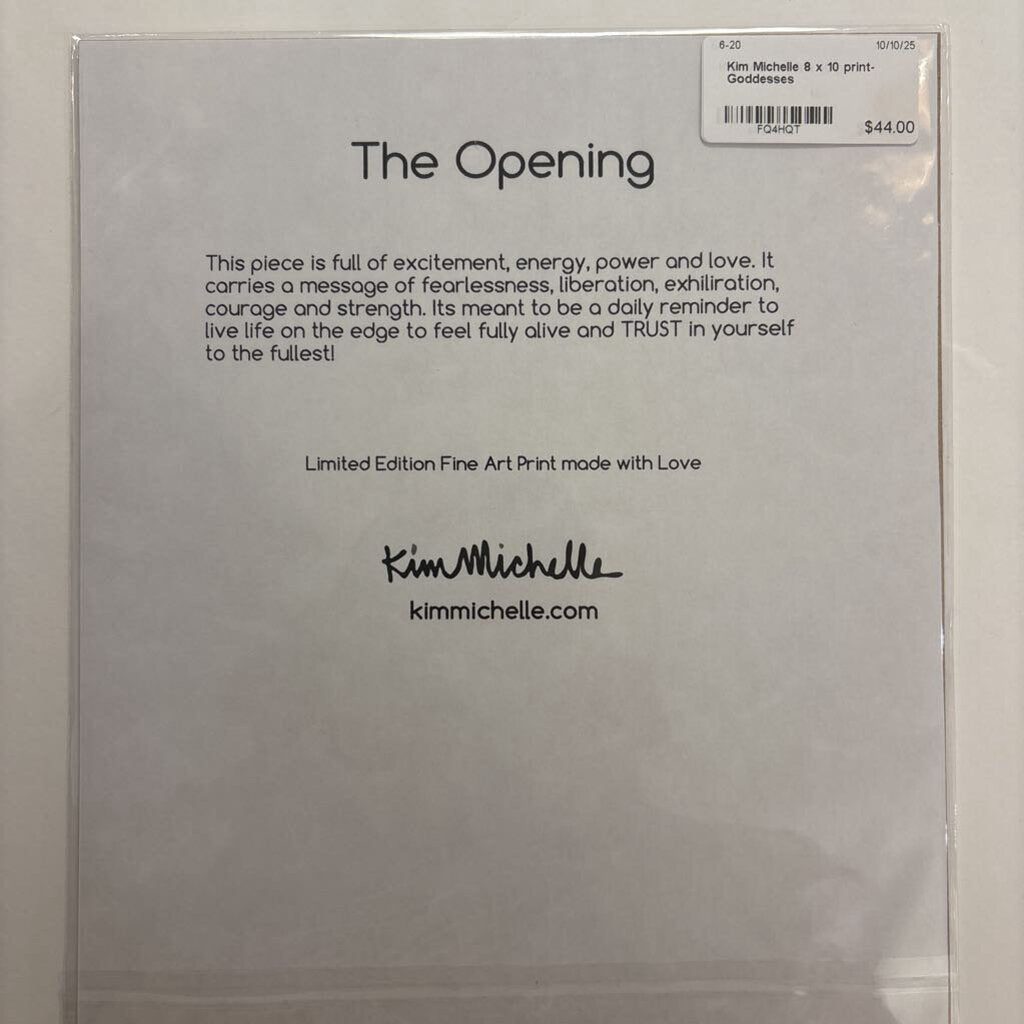 6-20 10/10/25
Kim Michelle 8 x 10 print-
Goddesses
FQ4HQT $44.00
The Opening
This piece is full of excitement, energy, power and love. It
carries a message of fearlessness, liberation, exhiliration,
courage and strength. Its meant to be a daily reminder to
live life on the edge to feel fully alive and TRUST in yourself
to the fullest!
Limited Edition Fine Art Print made with Love
Kim Michelle
kimmichelle.com